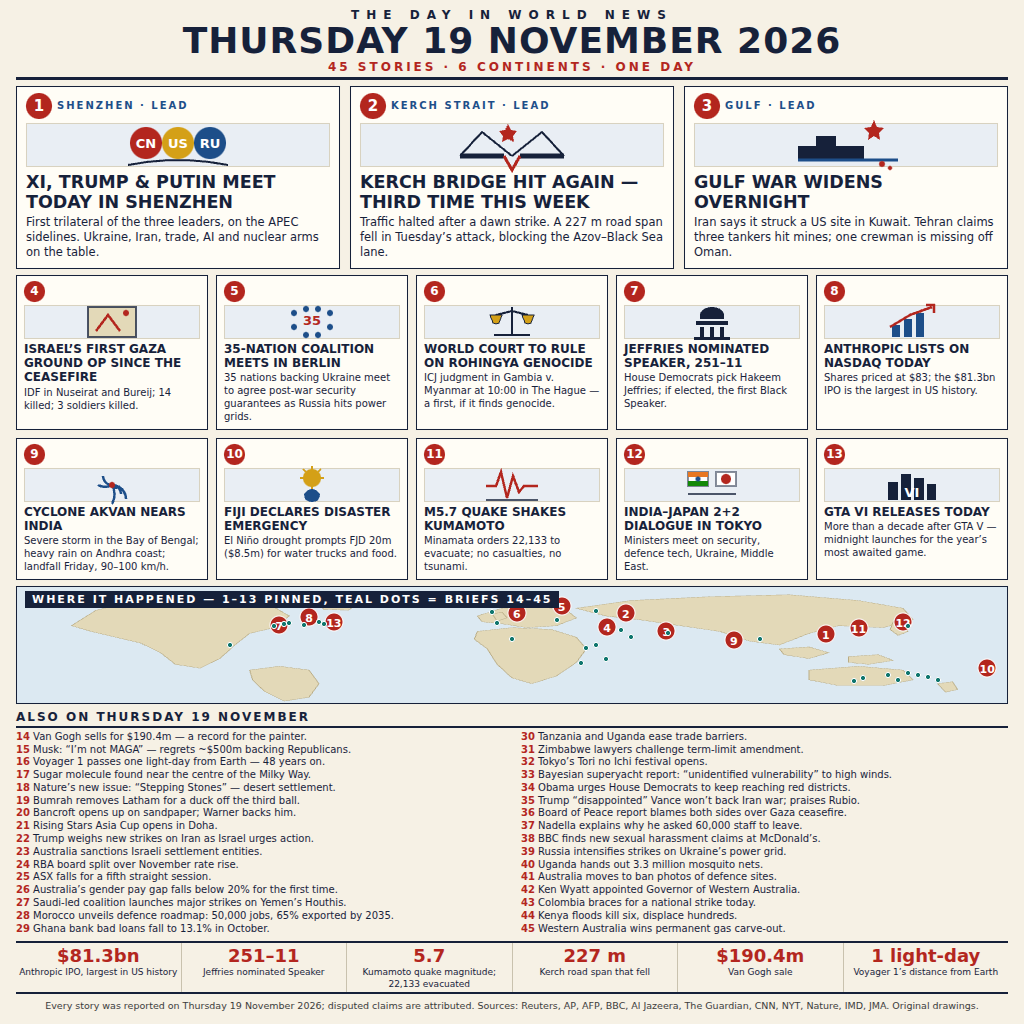 THE DAY IN WORLD NEWS
THURSDAY 19 NOVEMBER 2026
45 STORIES · 6 CONTINENTS · ONE DAY
1 SHENZHEN · LEAD
CN US RU
XI, TRUMP & PUTIN MEET
TODAY IN SHENZHEN
First trilateral of the three leaders, on the APEC
sidelines. Ukraine, Iran, trade, AI and nuclear arms
on the table.
2 KERCH STRAIT · LEAD
KERCH BRIDGE HIT AGAIN —
THIRD TIME THIS WEEK
Traffic halted after a dawn strike. A 227 m road span
fell in Tuesday’s attack, blocking the Azov–Black Sea
lane.
3 GULF · LEAD
GULF WAR WIDENS
OVERNIGHT
Iran says it struck a US site in Kuwait. Tehran claims
three tankers hit mines; one crewman is missing off
Oman.
4
ISRAEL’S FIRST GAZA
GROUND OP SINCE THE
CEASEFIRE
IDF in Nuseirat and Bureij; 14
killed; 3 soldiers killed.
5
35
35-NATION COALITION
MEETS IN BERLIN
35 nations backing Ukraine meet
to agree post-war security
guarantees as Russia hits power
grids.
6
WORLD COURT TO RULE
ON ROHINGYA GENOCIDE
ICJ judgment in Gambia v.
Myanmar at 10:00 in The Hague —
a first, if it finds genocide.
7
JEFFRIES NOMINATED
SPEAKER, 251–11
House Democrats pick Hakeem
Jeffries; if elected, the first Black
Speaker.
8
ANTHROPIC LISTS ON
NASDAQ TODAY
Shares priced at $83; the $81.3bn
IPO is the largest in US history.
9
CYCLONE AKVAN NEARS
INDIA
Severe storm in the Bay of Bengal;
heavy rain on Andhra coast;
landfall Friday, 90–100 km/h.
10
FIJI DECLARES DISASTER
EMERGENCY
El Niño drought prompts FJD 20m
($8.5m) for water trucks and food.
11
M5.7 QUAKE SHAKES
KUMAMOTO
Minamata orders 22,133 to
evacuate; no casualties, no
tsunami.
12
INDIA–JAPAN 2+2
DIALOGUE IN TOKYO
Ministers meet on security,
defence tech, Ukraine, Middle
East.
13
VI
GTA VI RELEASES TODAY
More than a decade after GTA V —
midnight launches for the year’s
most awaited game.
WHERE IT HAPPENED — 1–13 PINNED, TEAL DOTS = BRIEFS 14–45
7 8 13 6 5 4 2 3 9 1 11 12 10
ALSO ON THURSDAY 19 NOVEMBER
14 Van Gogh sells for $190.4m — a record for the painter.
15 Musk: “I’m not MAGA” — regrets ~$500m backing Republicans.
16 Voyager 1 passes one light-day from Earth — 48 years on.
17 Sugar molecule found near the centre of the Milky Way.
18 Nature’s new issue: “Stepping Stones” — desert settlement.
19 Bumrah removes Latham for a duck off the third ball.
20 Bancroft opens up on sandpaper; Warner backs him.
21 Rising Stars Asia Cup opens in Doha.
22 Trump weighs new strikes on Iran as Israel urges action.
23 Australia sanctions Israeli settlement entities.
24 RBA board split over November rate rise.
25 ASX falls for a fifth straight session.
26 Australia’s gender pay gap falls below 20% for the first time.
27 Saudi-led coalition launches major strikes on Yemen’s Houthis.
28 Morocco unveils defence roadmap: 50,000 jobs, 65% exported by 2035.
29 Ghana bank bad loans fall to 13.1% in October.
30 Tanzania and Uganda ease trade barriers.
31 Zimbabwe lawyers challenge term-limit amendment.
32 Tokyo’s Tori no Ichi festival opens.
33 Bayesian superyacht report: “unidentified vulnerability” to high winds.
34 Obama urges House Democrats to keep reaching red districts.
35 Trump “disappointed” Vance won’t back Iran war; praises Rubio.
36 Board of Peace report blames both sides over Gaza ceasefire.
37 Nadella explains why he asked 60,000 staff to leave.
38 BBC finds new sexual harassment claims at McDonald’s.
39 Russia intensifies strikes on Ukraine’s power grid.
40 Uganda hands out 3.3 million mosquito nets.
41 Australia moves to ban photos of defence sites.
42 Ken Wyatt appointed Governor of Western Australia.
43 Colombia braces for a national strike today.
44 Kenya floods kill six, displace hundreds.
45 Western Australia wins permanent gas carve-out.
$81.3bn
Anthropic IPO, largest in US history
251–11
Jeffries nominated Speaker
5.7
Kumamoto quake magnitude;
22,133 evacuated
227 m
Kerch road span that fell
$190.4m
Van Gogh sale
1 light-day
Voyager 1’s distance from Earth
Every story was reported on Thursday 19 November 2026; disputed claims are attributed. Sources: Reuters, AP, AFP, BBC, Al Jazeera, The Guardian, CNN, NYT, Nature, IMD, JMA. Original drawings.